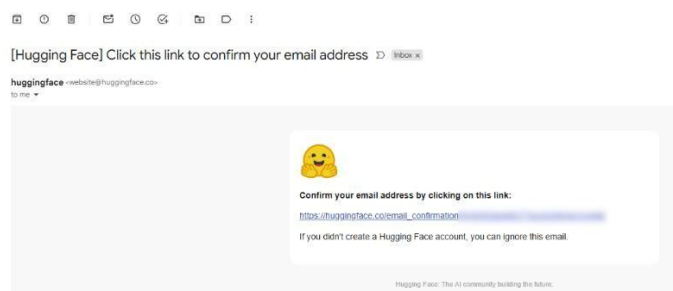 [Hugging Face] Click this link to confirm your email address Inbox x
huggingface <website@huggingface.co>
to me
Confirm your email address by clicking on this link:
https://huggingface.co/email_confirmation
If you didn't create a Hugging Face account, you can ignore this email.
Hugging Face: The AI community building the future.